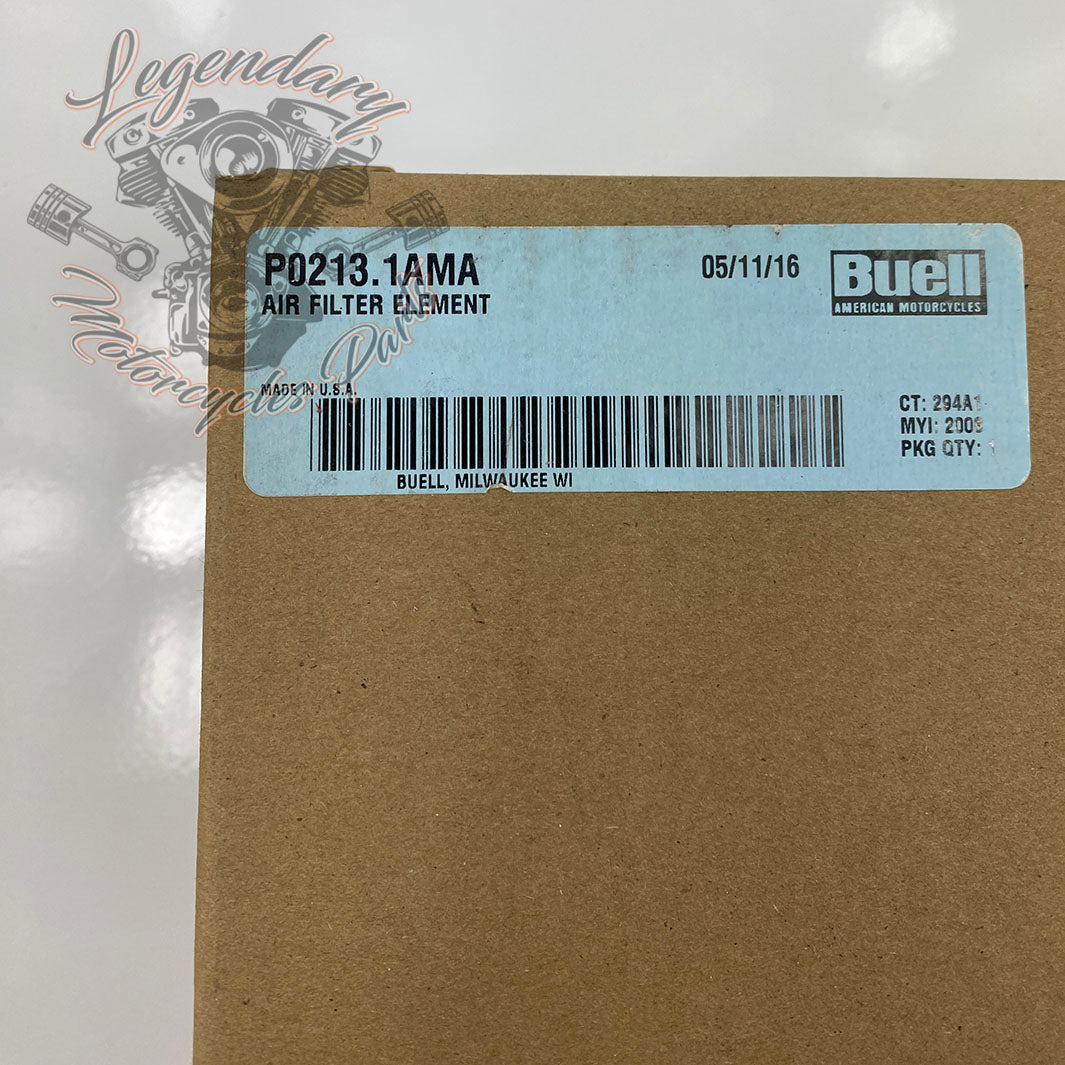 Legendary
Motorcycles Parts
P0213.1AMA
05/11/16
Buell
AMERICAN MOTORCYCLES
AIR FILTER ELEMENT
MADE IN U.S.A.
CT: 294A1
MYI: 2009
PKG QTY: 1
BUELL, MILWAUKEE WI